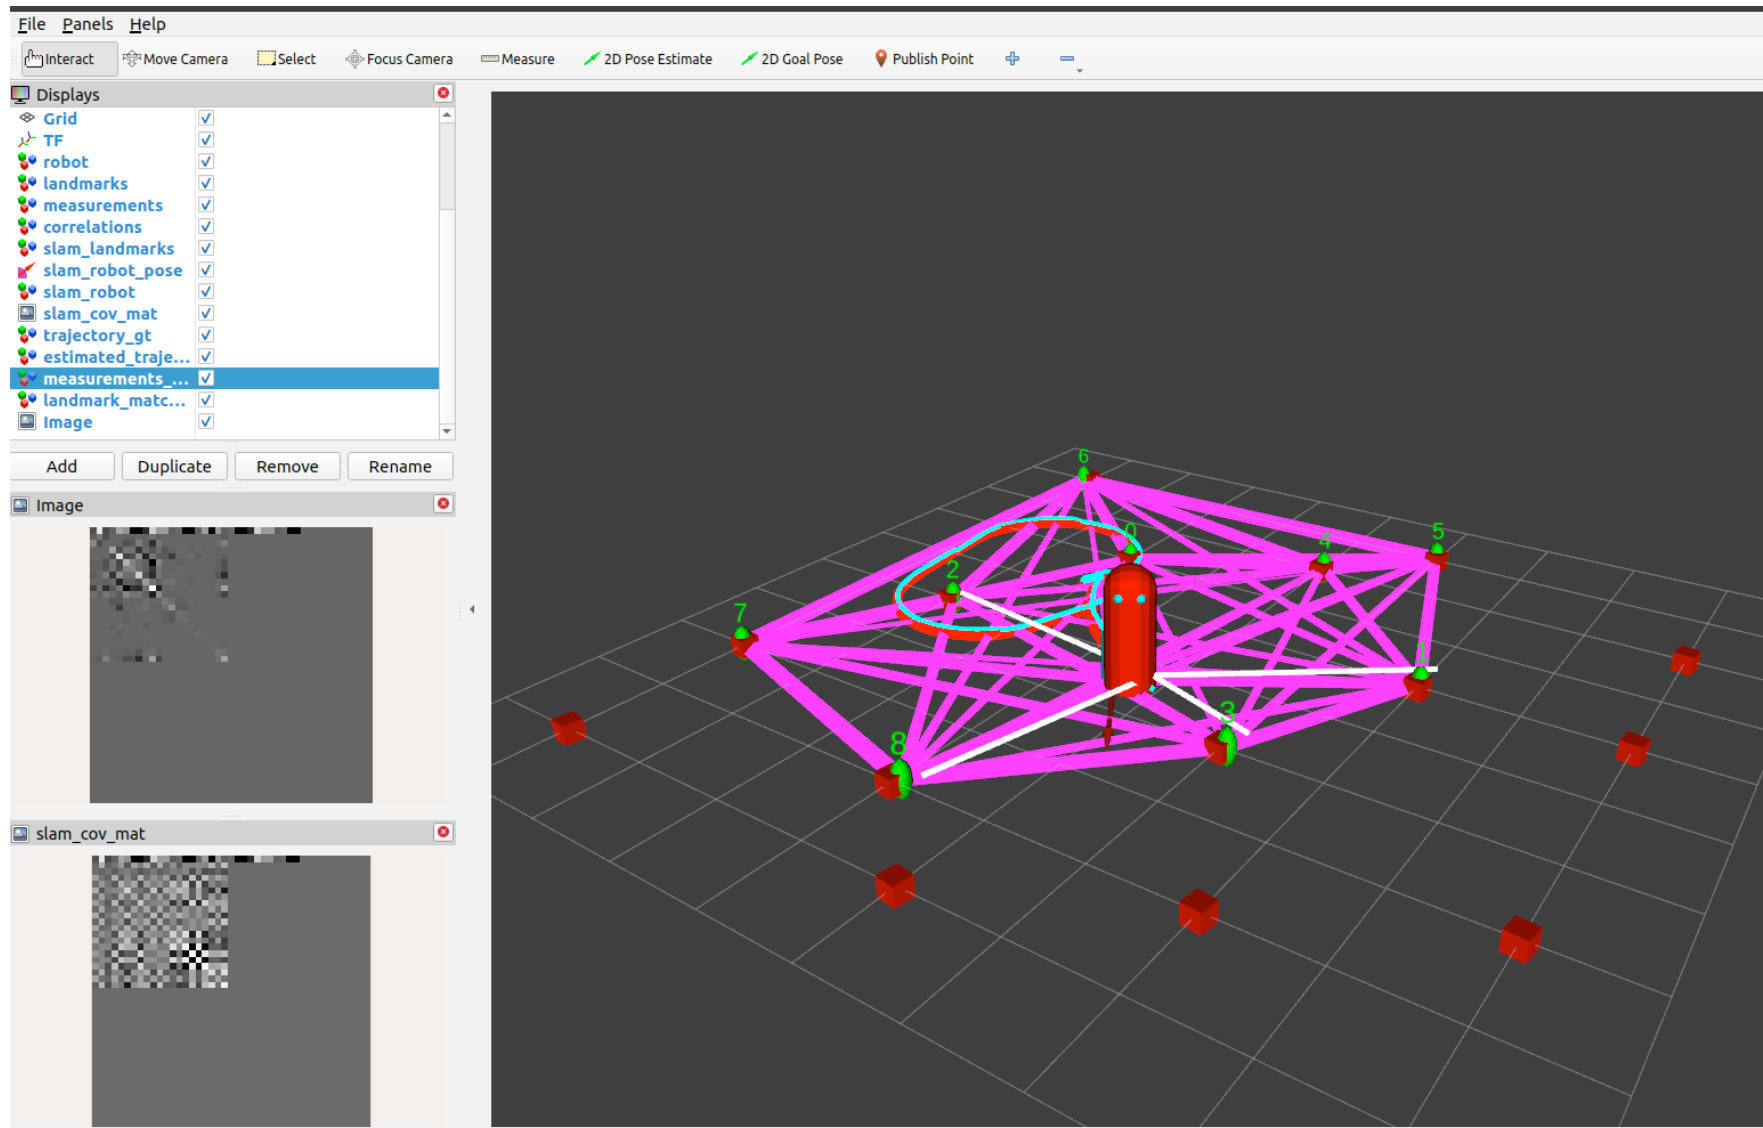 File Panels Help
Interact Move Camera Select Focus Camera Measure 2D Pose Estimate 2D Goal Pose Publish Point
Displays
Grid
TF
robot
landmarks
measurements
correlations
slam_landmarks
slam_robot_pose
slam_robot
slam_cov_mat
trajectory_gt
estimated_traje...
measurements_...
landmark_matc...
Image
Add Duplicate Remove Rename
Image
slam_cov_mat
6
0
5
4
2
7
1
3
8